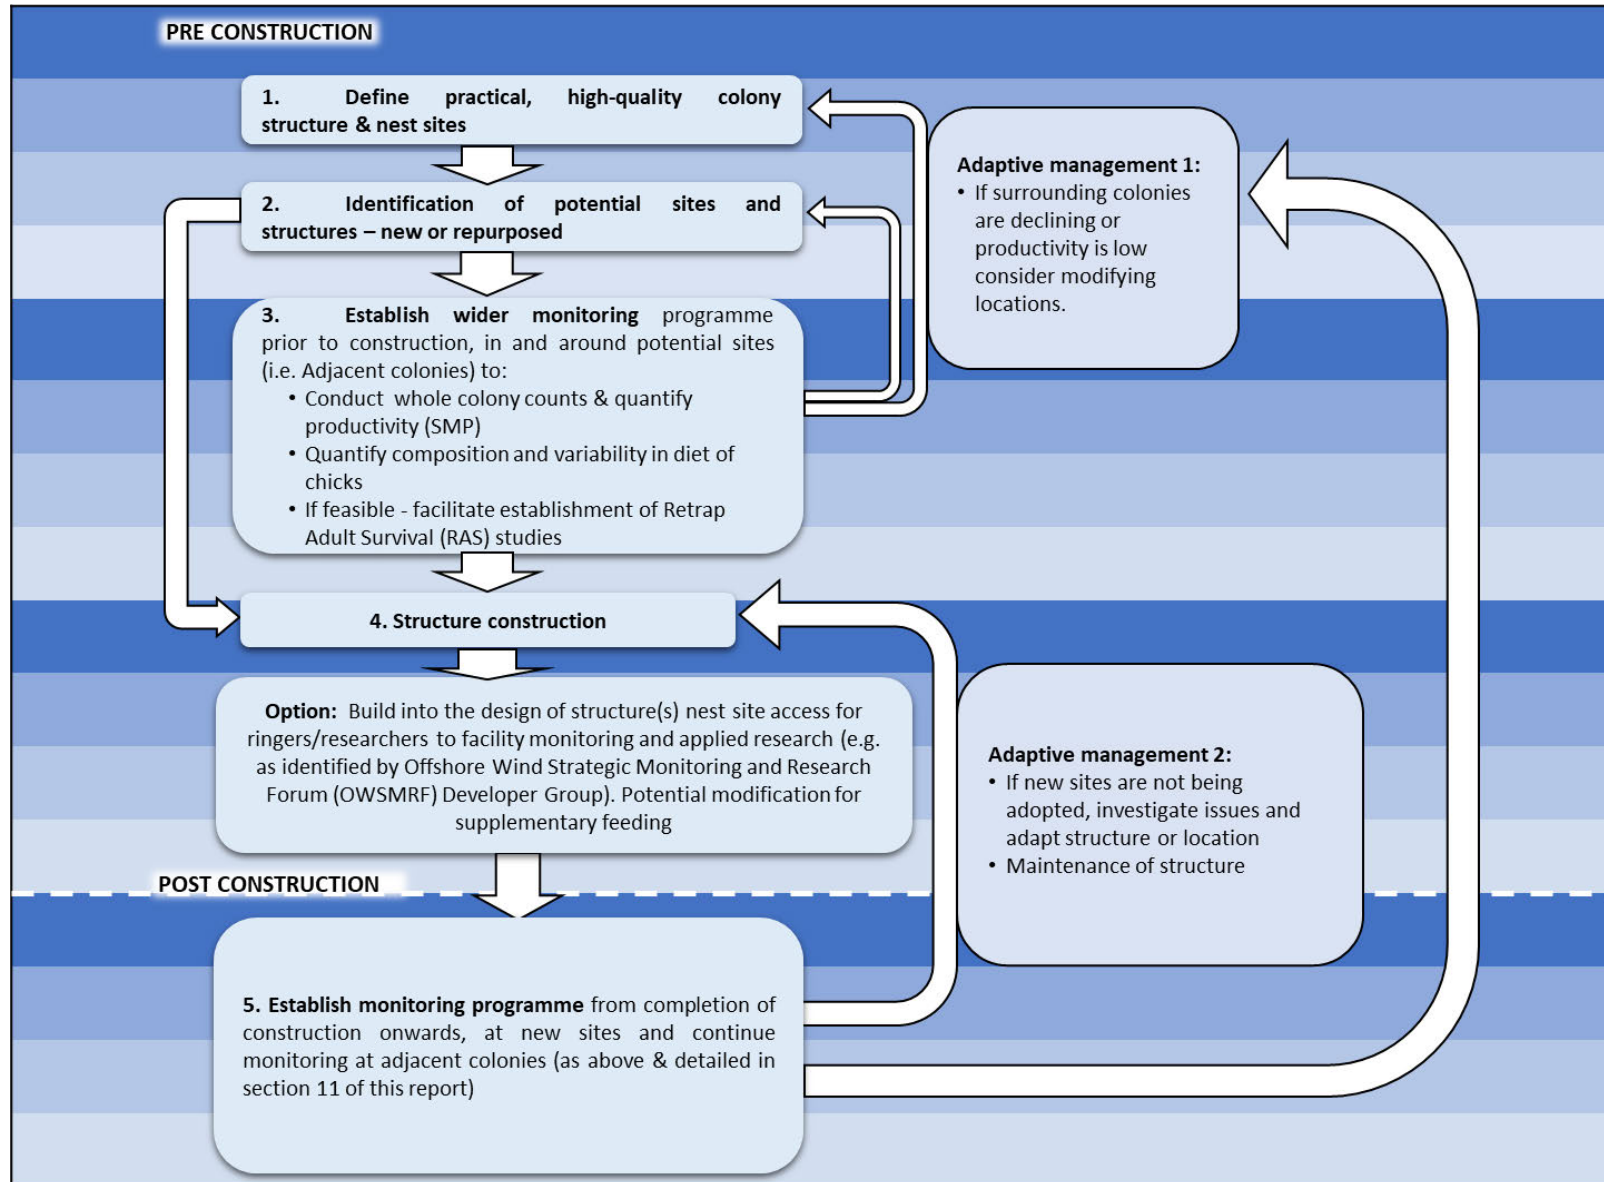 PRE CONSTRUCTION
1. Define practical, high-quality colony
structure & nest sites
2. Identification of potential sites and
structures – new or repurposed
3. Establish wider monitoring programme
prior to construction, in and around potential sites
(i.e. Adjacent colonies) to:
• Conduct whole colony counts & quantify
productivity (SMP)
• Quantify composition and variability in diet of
chicks
• If feasible - facilitate establishment of Retrap
Adult Survival (RAS) studies
Adaptive management 1:
• If surrounding colonies
are declining or
productivity is low
consider modifying
locations.
4. Structure construction
Option: Build into the design of structure(s) nest site access for
ringers/researchers to facility monitoring and applied research (e.g.
as identified by Offshore Wind Strategic Monitoring and Research
Forum (OWSMRF) Developer Group). Potential modification for
supplementary feeding
Adaptive management 2:
• If new sites are not being
adopted, investigate issues and
adapt structure or location
• Maintenance of structure
POST CONSTRUCTION
5. Establish monitoring programme from completion of
construction onwards, at new sites and continue
monitoring at adjacent colonies (as above & detailed in
section 11 of this report)